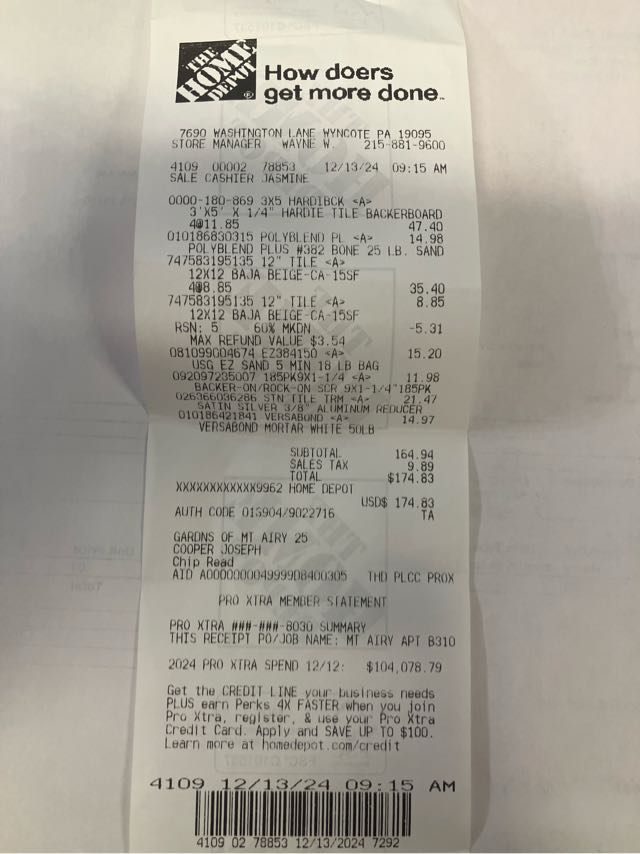 THE
HOME
DEPOT
®
How doers
get more done™
7690 WASHINGTON LANE WYNCOTE PA 19095
STORE MANAGER WAYNE W. 215-881-9600
4109 00002 78853 12/13/24 09:15 AM
SALE CASHIER JASMINE
0000-180-869 3X5 HARDIBCK <A>
3'X5' X 1/4" HARDIE TILE BACKERBOARD
4@11.85 47.40
010186830315 POLYBLEND PL <A> 14.98
POLYBLEND PLUS #382 BONE 25 LB. SAND
747583195135 12" TILE <A>
12X12 BAJA BEIGE-CA-15SF
4@8.85 35.40
747583195135 12" TILE <A> 8.85
12X12 BAJA BEIGE-CA-15SF
RSN: 5 60% MKDN -5.31
MAX REFUND VALUE $3.54
081099004674 EZ384150 <A> 15.20
USG EZ SAND 5 MIN 18 LB BAG
092097235007 185PK9X1-1/4 <A> 11.98
BACKER-ON/ROCK-ON SCR 9X1-1/4"185PK
026366036286 STN TILE TRM <A> 21.47
SATIN SILVER 3/8" ALUMINUM REDUCER
010186421841 VERSABOND <A> 14.97
VERSABOND MORTAR WHITE 50LB
SUBTOTAL 164.94
SALES TAX 9.89
TOTAL $174.83
XXXXXXXXXXXX9962 HOME DEPOT
USD$ 174.83
AUTH CODE 013904/9022716 TA
GARDNS OF MT AIRY 25
COOPER JOSEPH
Chip Read
AID A0000000049999D8400305 THD PLCC PROX
PRO XTRA MEMBER STATEMENT
PRO XTRA ###-###-8030 SUMMARY
THIS RECEIPT PO/JOB NAME: MT AIRY APT B310
2024 PRO XTRA SPEND 12/12: $104,078.79
Get the CREDIT LINE your business needs
PLUS earn Perks 4X FASTER when you join
Pro Xtra, register, & use your Pro Xtra
Credit Card. Apply and SAVE UP TO $100.
Learn more at homedepot.com/credit
4109 12/13/24 09:15 AM
4109 02 78853 12/13/2024 7292